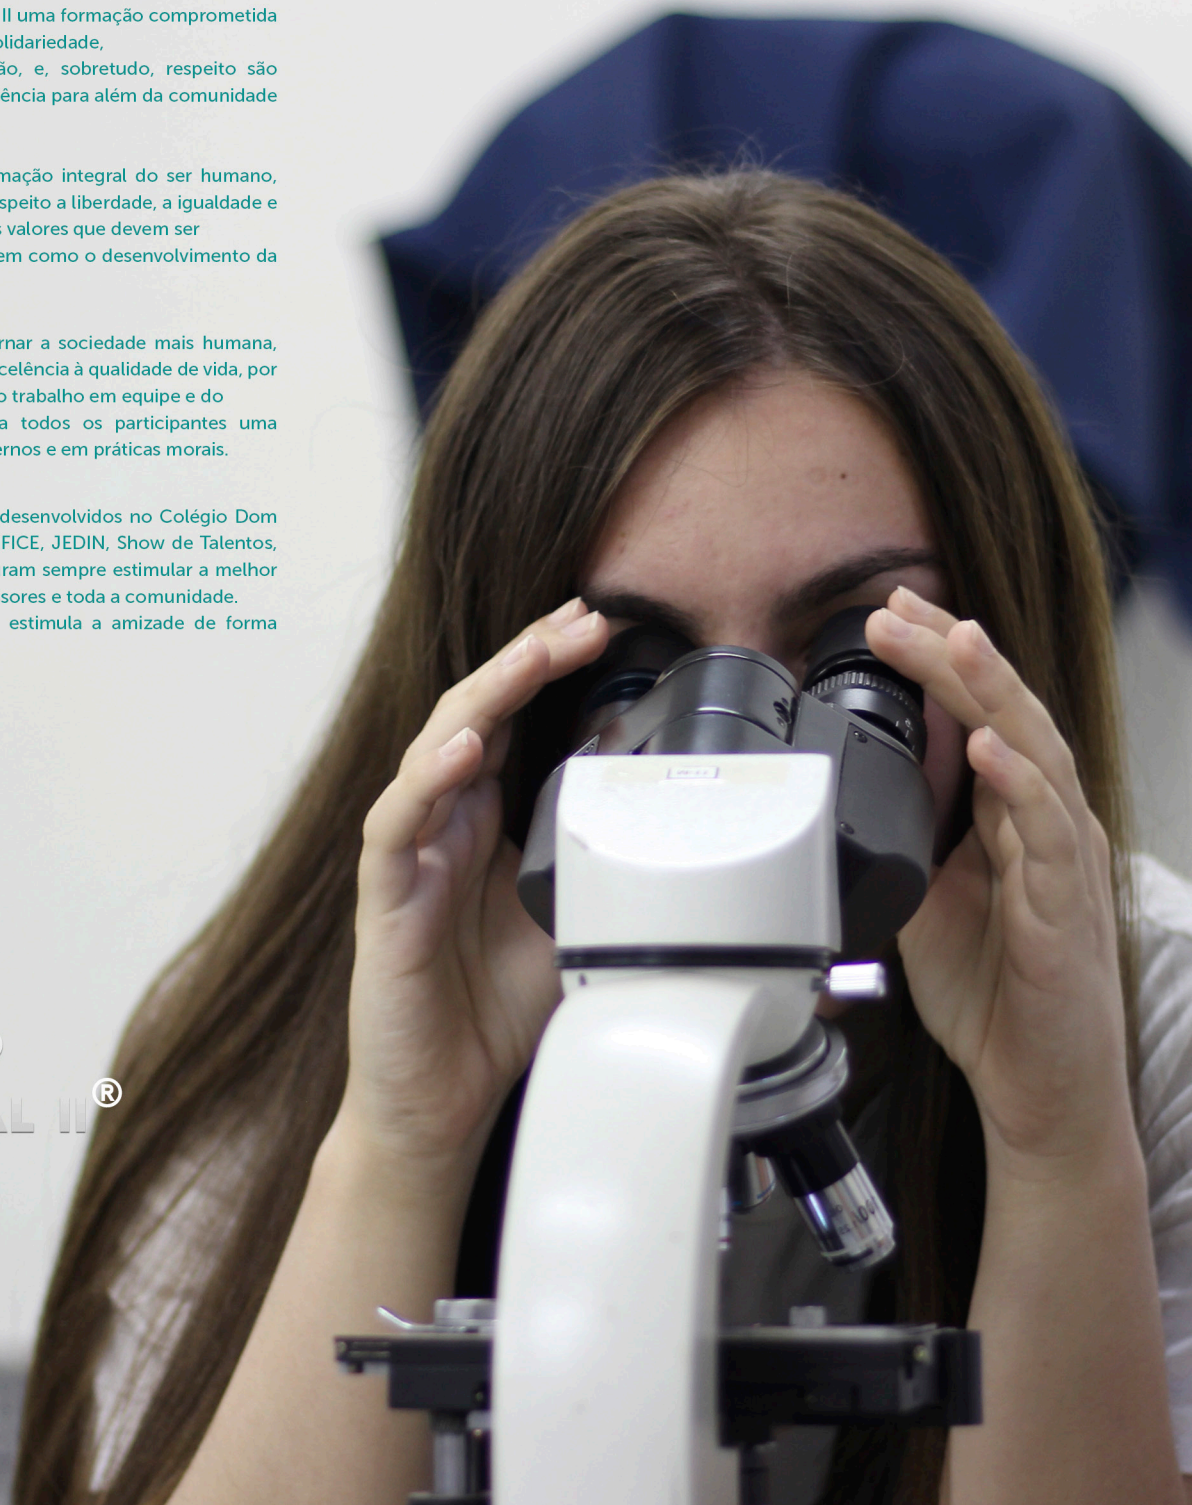 II uma formação comprometida
olidariedade,
ão, e, sobretudo, respeito são
ência para além da comunidade
mação integral do ser humano,
speito a liberdade, a igualdade e
s valores que devem ser
em como o desenvolvimento da
rnar a sociedade mais humana,
celência à qualidade de vida, por
o trabalho em equipe e do
a todos os participantes uma
ernos e em práticas morais.
desenvolvidos no Colégio Dom
FICE, JEDIN, Show de Talentos,
ram sempre estimular a melhor
sores e toda a comunidade.
estimula a amizade de forma
AL II®